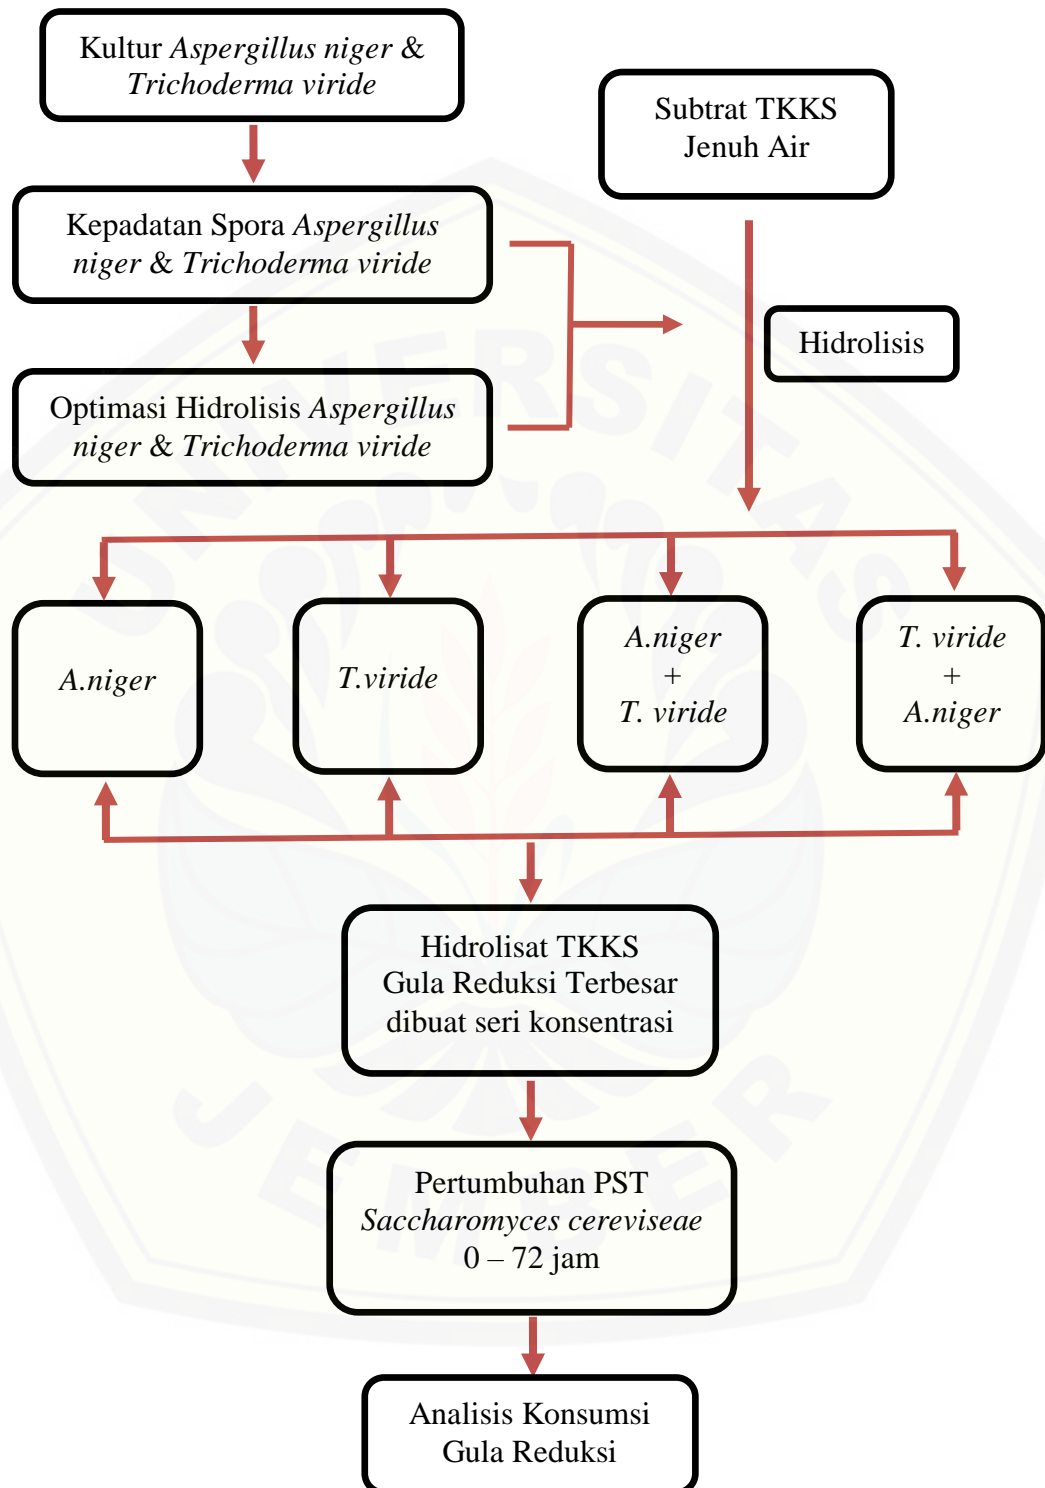 Kultur Aspergillus niger &
Trichoderma viride
Subtrat TKKS
Jenuh Air
Kepadatan Spora Aspergillus
niger & Trichoderma viride
Hidrolisis
Optimasi Hidrolisis Aspergillus
niger & Trichoderma viride
A.niger
T.viride
A.niger
+
T. viride
T. viride
+
A.niger
Hidrolisat TKKS
Gula Reduksi Terbesar
dibuat seri konsentrasi
Pertumbuhan PST
Saccharomyces cereviseae
0 – 72 jam
Analisis Konsumsi
Gula Reduksi
UNIVERSITAS
JEMBER